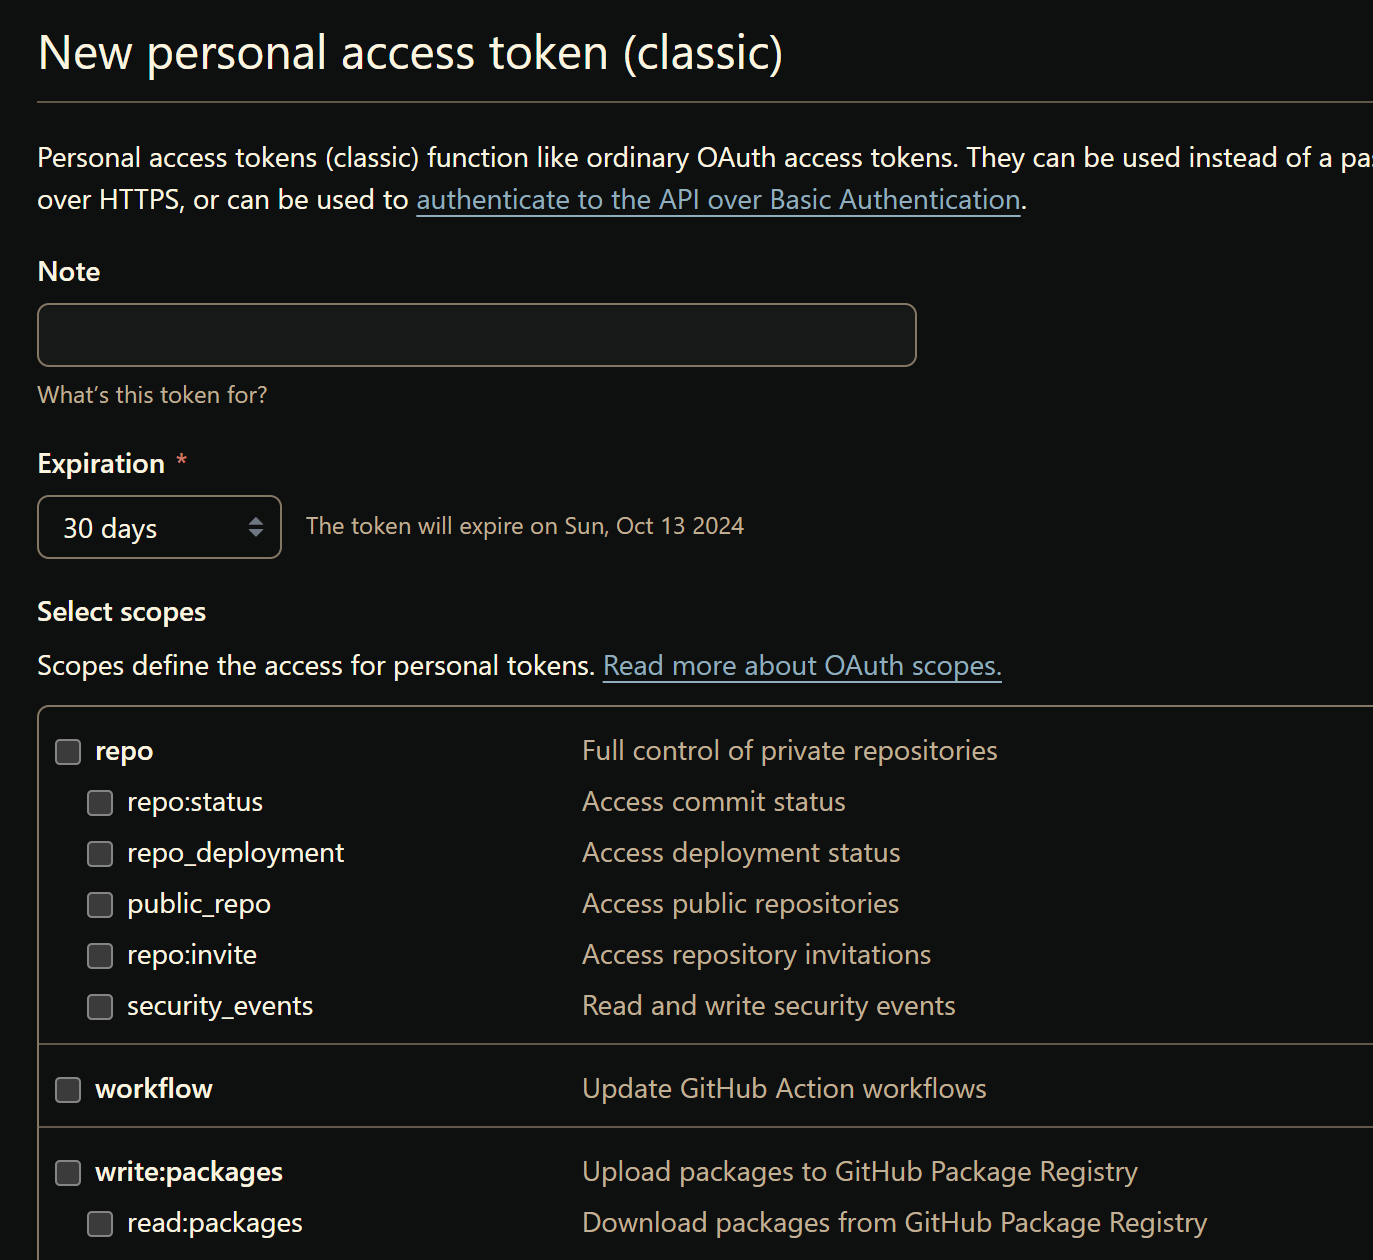 New personal access token (classic)
Personal access tokens (classic) function like ordinary OAuth access tokens. They can be used instead of a
over HTTPS, or can be used to authenticate to the API over Basic Authentication.
Note
What's this token for?
Expiration *
30 days
The token will expire on Sun, Oct 13 2024
Select scopes
Scopes define the access for personal tokens. Read more about OAuth scopes.
repo Full control of private repositories
repo:status Access commit status
repo_deployment Access deployment status
public_repo Access public repositories
repo:invite Access repository invitations
security_events Read and write security events
workflow Update GitHub Action workflows
write:packages Upload packages to GitHub Package Registry
read:packages Download packages from GitHub Package Registry